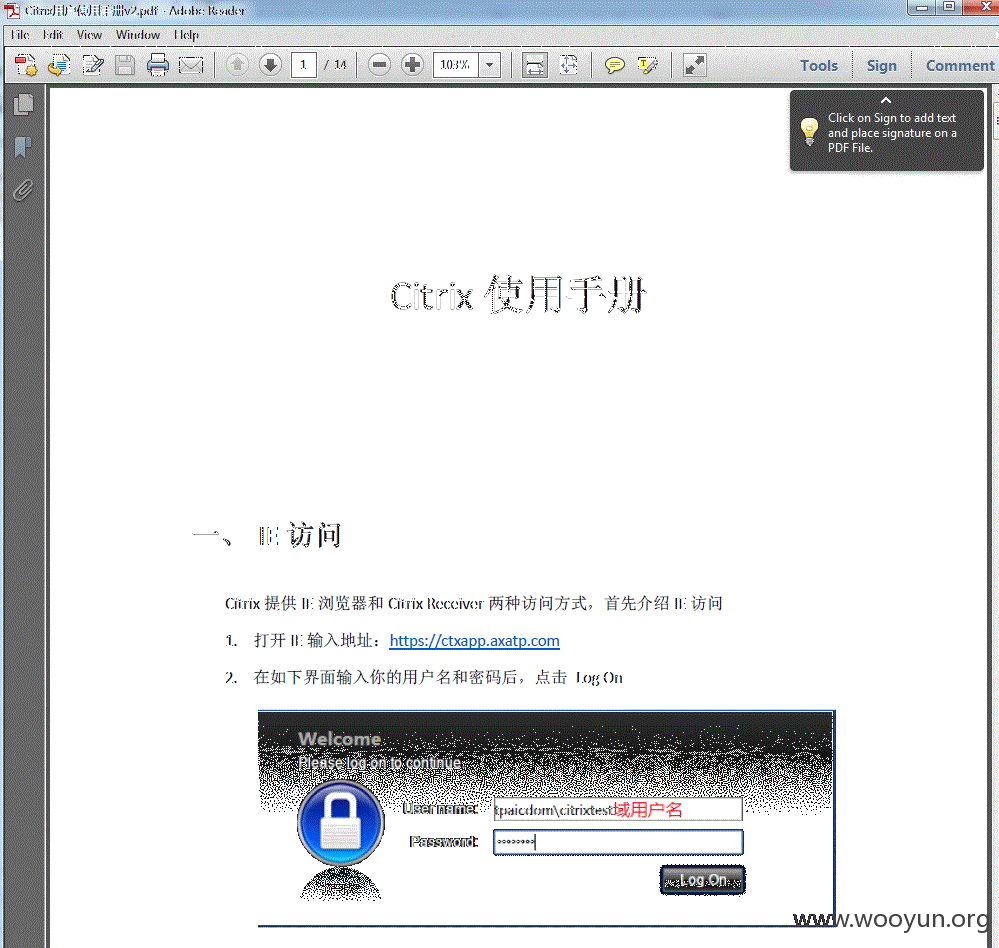 Citrix用户使用手册v2.pdf - Adobe Reader
File Edit View Window Help
1 / 14 103% Tools Sign Comment
Click on Sign to add text
and place signature on a
PDF File.
Citrix 使用手册
一、 IE 访问
Citrix 提供 IE 浏览器和 Citrix Receiver 两种访问方式，首先介绍 IE 访问
1. 打开 IE 输入地址：https://ctxapp.axatp.com
2. 在如下界面输入你的用户名和密码后，点击 Log On
Welcome
Please log on to continue
Username: tpaicdom\citrixtest域用户名
Password:
Log On
www.wooyun.org